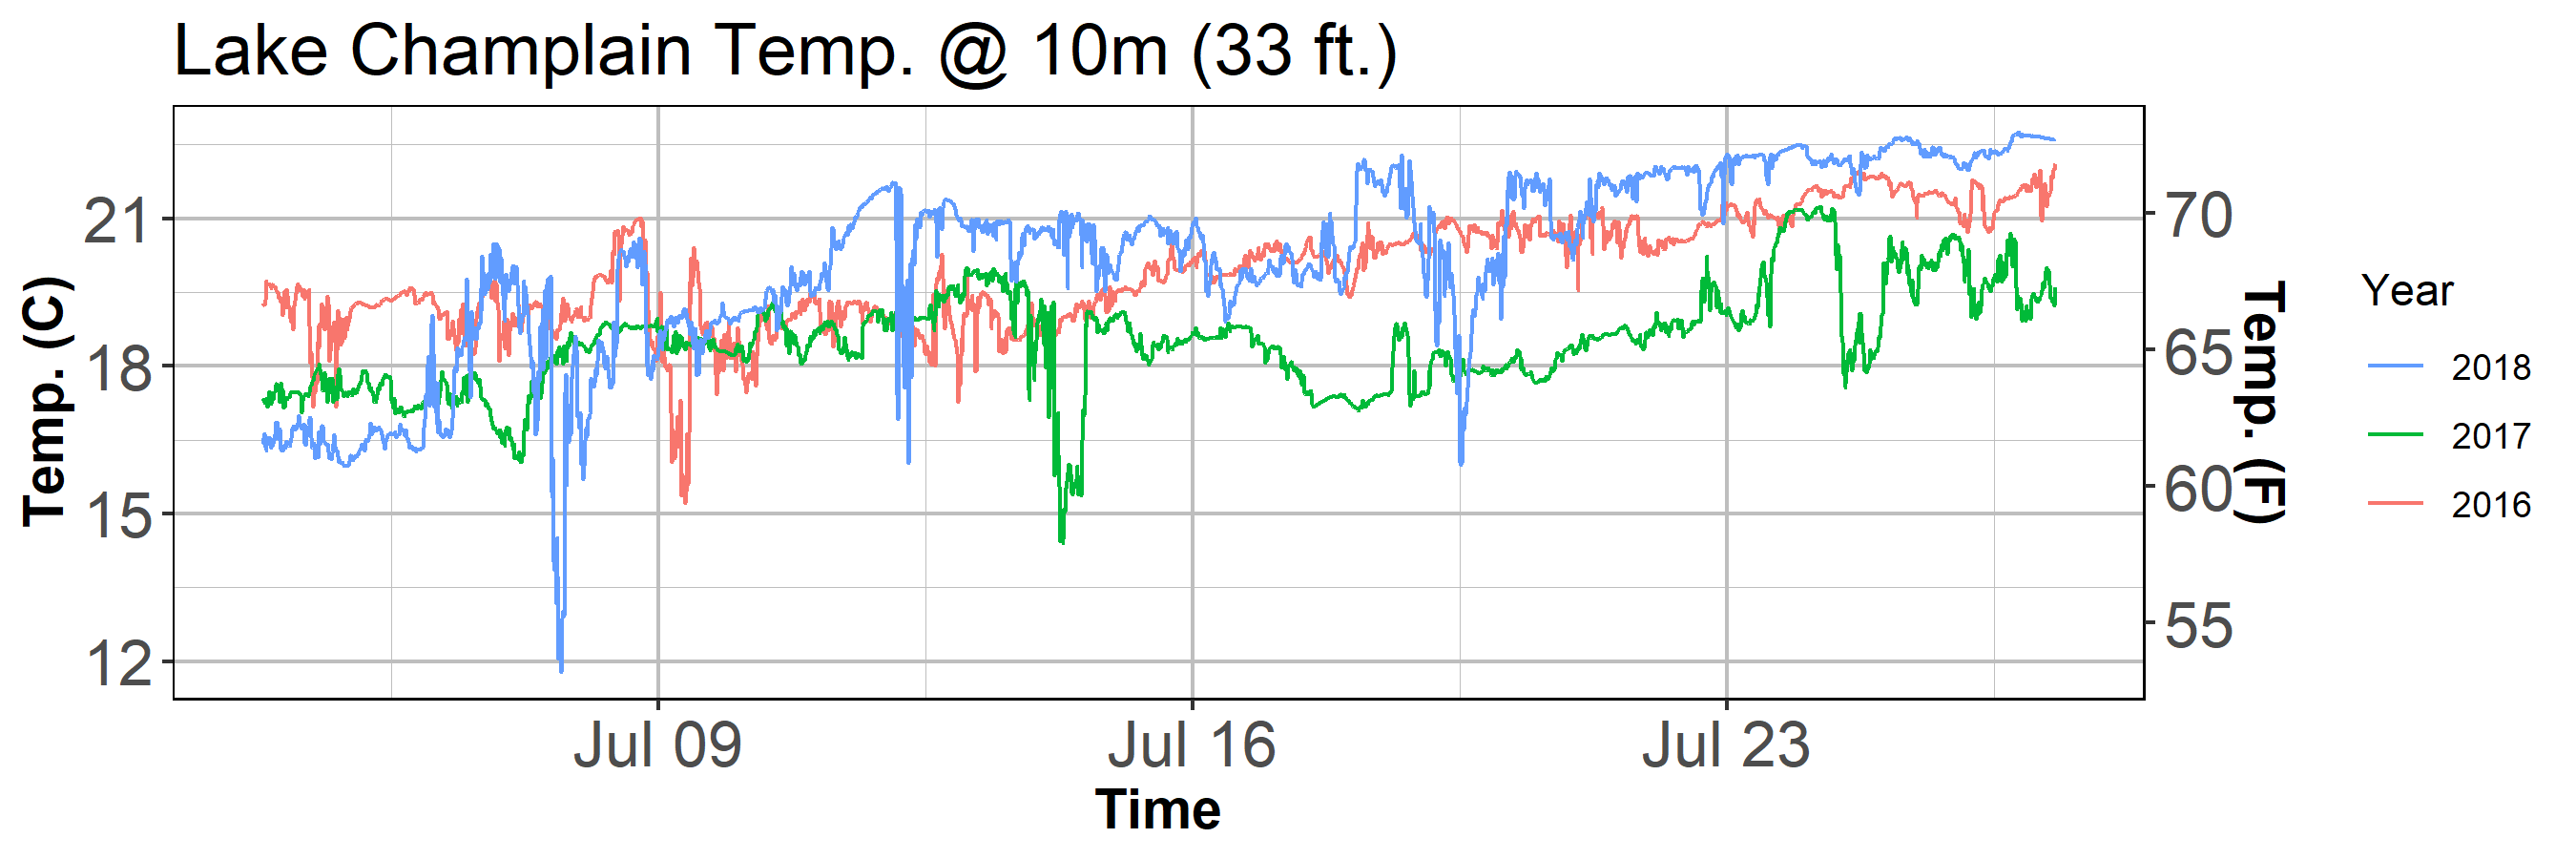 Lake Champlain Temp. @ 10m (33 ft.)
Temp. (C)
21
18
15
12
70
65
60
55
Temp. (F)
Jul 09
Jul 16
Jul 23
Time
Year
2018
2017
2016